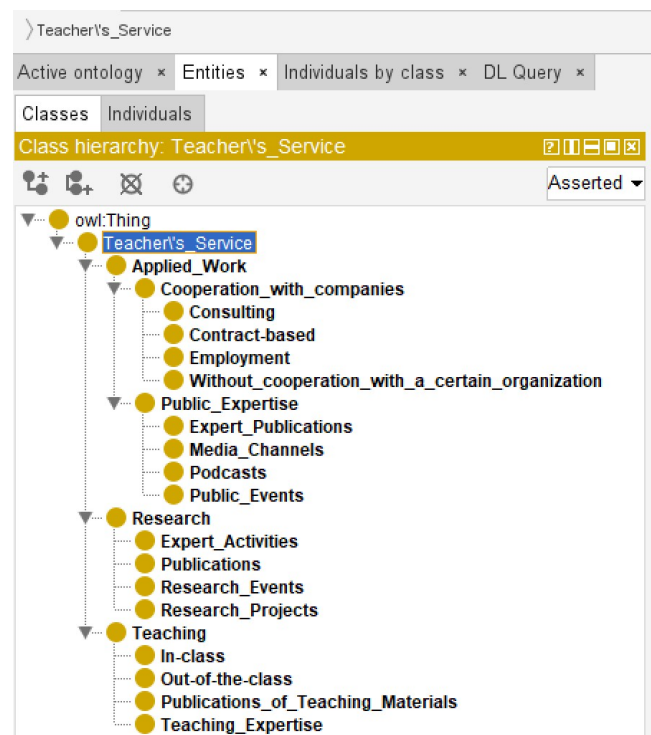 Teacher\'s_Service
Active ontology × Entities × Individuals by class × DL Query ×
Classes Individuals
Class hierarchy: Teacher\'s_Service
Asserted
owl:Thing
Teacher\'s_Service
Applied_Work
Cooperation_with_companies
Consulting
Contract-based
Employment
Without_cooperation_with_a_certain_organization
Public_Expertise
Expert_Publications
Media_Channels
Podcasts
Public_Events
Research
Expert_Activities
Publications
Research_Events
Research_Projects
Teaching
In-class
Out-of-the-class
Publications_of_Teaching_Materials
Teaching_Expertise